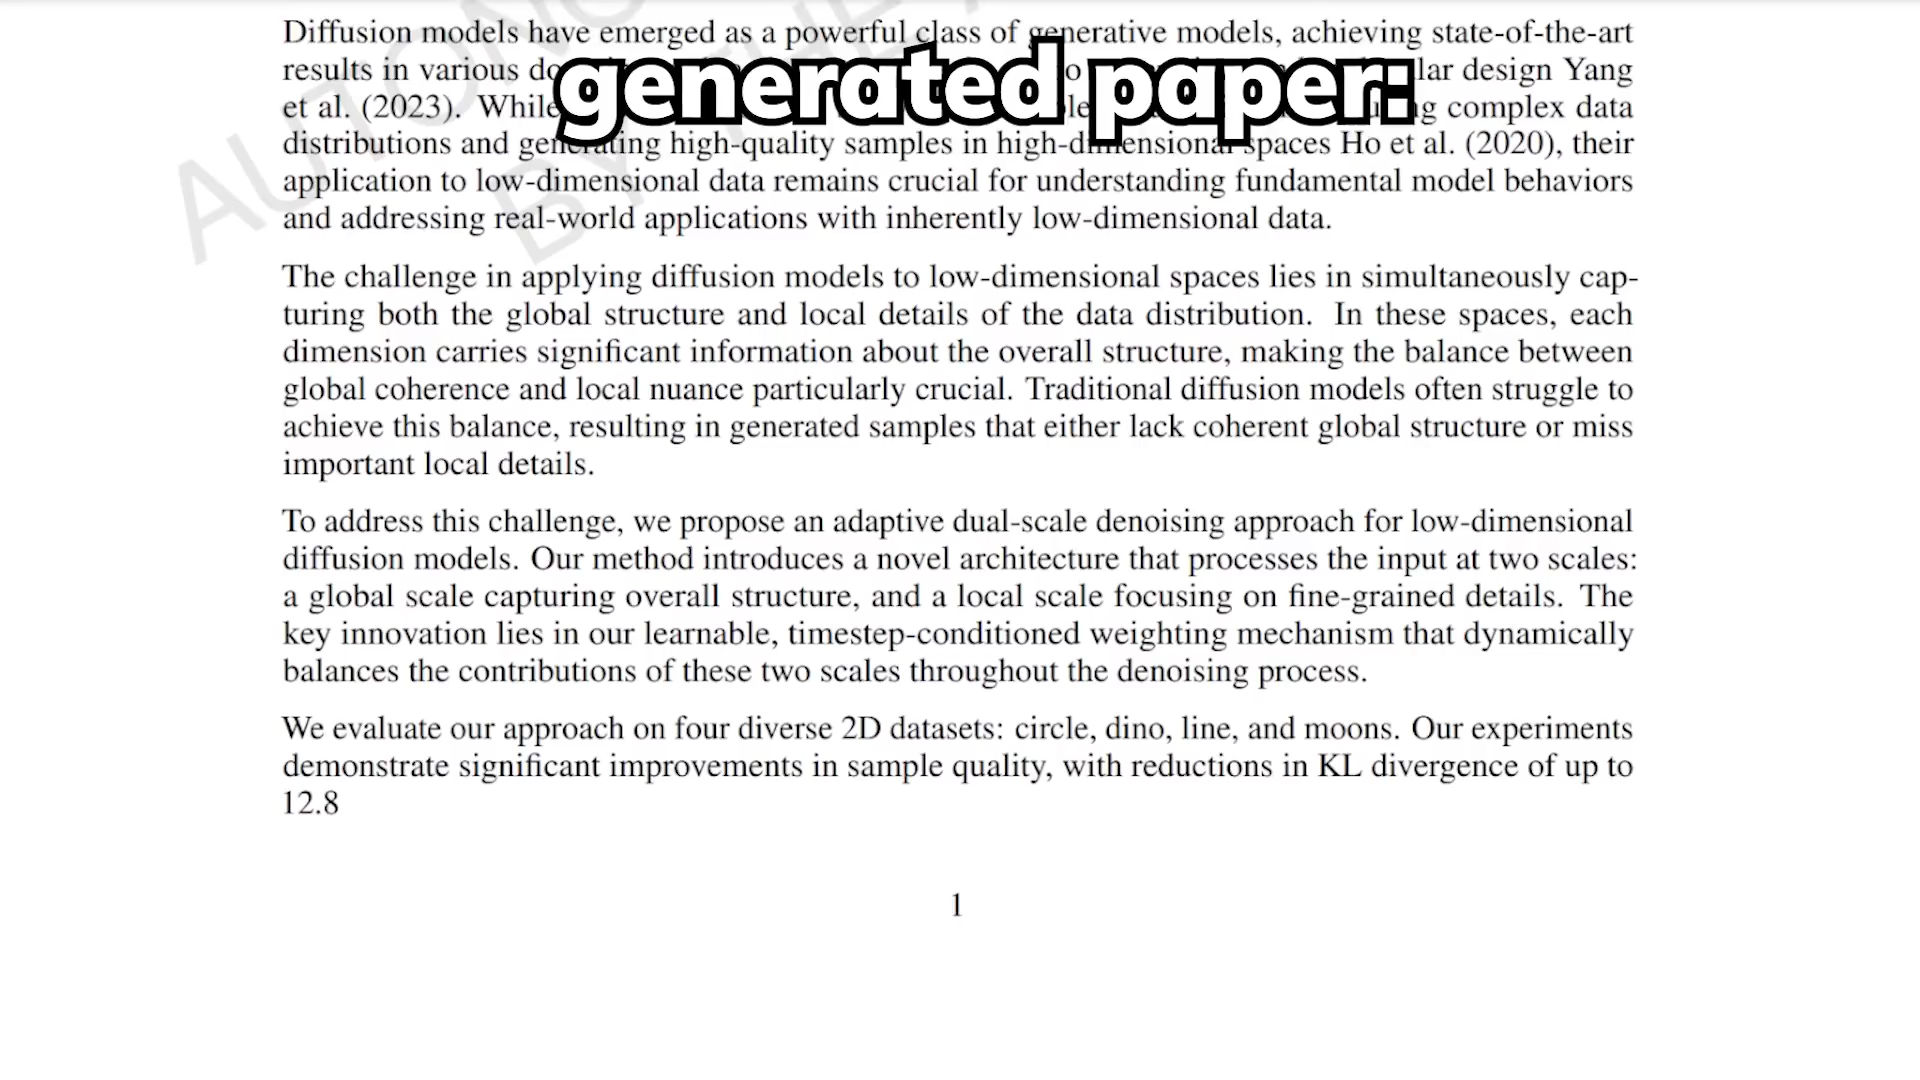 Diffusion models have emerged as a powerful class of generative models, achieving state-of-the-art
results in various design Yang
generated paper:
et al. (2023). While complex data
distributions and generating high-quality samples in high-dimensional spaces Ho et al. (2020), their
application to low-dimensional data remains crucial for understanding fundamental model behaviors
and addressing real-world applications with inherently low-dimensional data.
The challenge in applying diffusion models to low-dimensional spaces lies in simultaneously cap-
turing both the global structure and local details of the data distribution. In these spaces, each
dimension carries significant information about the overall structure, making the balance between
global coherence and local nuance particularly crucial. Traditional diffusion models often struggle to
achieve this balance, resulting in generated samples that either lack coherent global structure or miss
important local details.
To address this challenge, we propose an adaptive dual-scale denoising approach for low-dimensional
diffusion models. Our method introduces a novel architecture that processes the input at two scales:
a global scale capturing overall structure, and a local scale focusing on fine-grained details. The
key innovation lies in our learnable, timestep-conditioned weighting mechanism that dynamically
balances the contributions of these two scales throughout the denoising process.
We evaluate our approach on four diverse 2D datasets: circle, dino, line, and moons. Our experiments
demonstrate significant improvements in sample quality, with reductions in KL divergence of up to
12.8
1